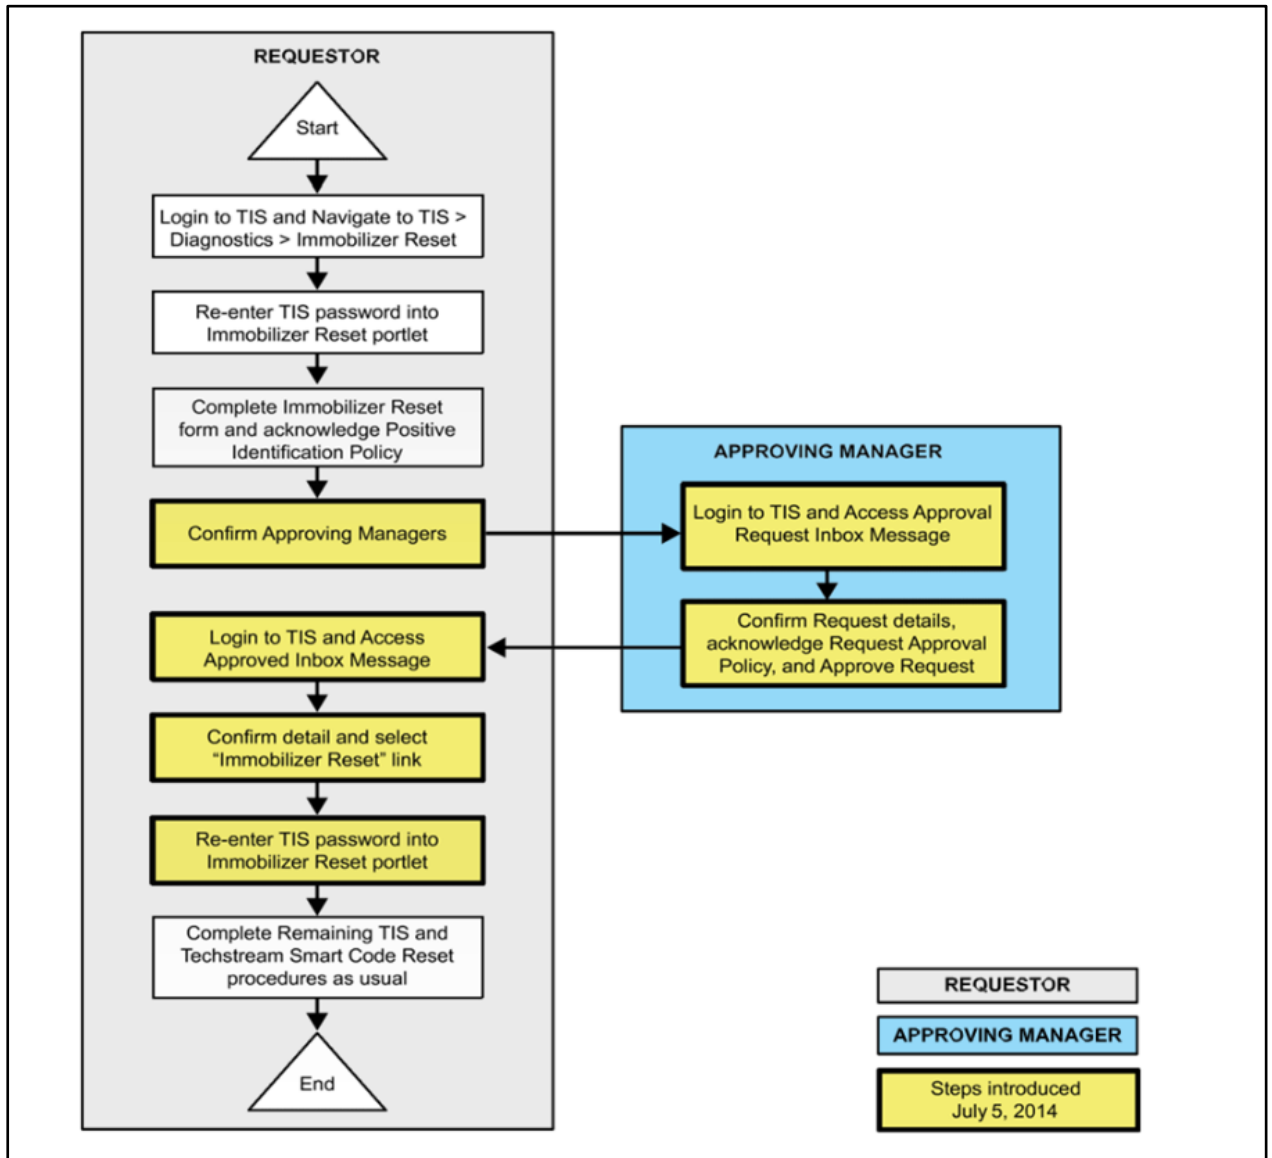 REQUESTOR
Start
Login to TIS and Navigate to TIS >
Diagnostics > Immobilizer Reset
Re-enter TIS password into
Immobilizer Reset portlet
Complete Immobilizer Reset
form and acknowledge Positive
Identification Policy
Confirm Approving Managers
APPROVING MANAGER
Login to TIS and Access Approval
Request Inbox Message
Confirm Request details,
acknowledge Request Approval
Policy, and Approve Request
Login to TIS and Access
Approved Inbox Message
Confirm detail and select
“Immobilizer Reset” link
Re-enter TIS password into
Immobilizer Reset portlet
Complete Remaining TIS and
Techstream Smart Code Reset
procedures as usual
End
REQUESTOR
APPROVING MANAGER
Steps introduced
July 5, 2014